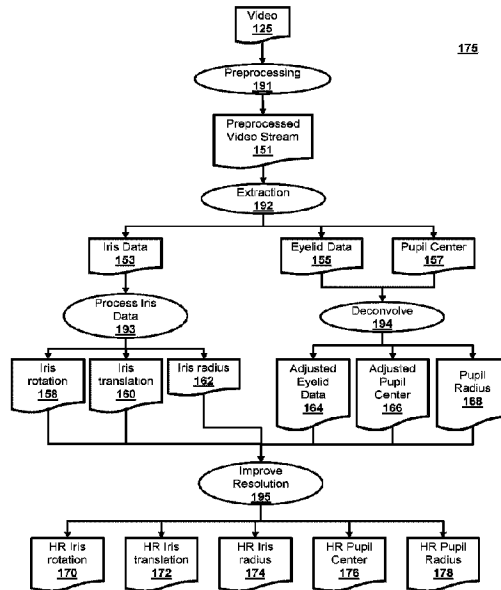 Video
125
175
Preprocessing
191
Preprocessed
Video Stream
151
Extraction
192
Iris Data
153
Eyelid Data
155
Pupil Center
157
Process Iris
Data
193
Deconvolve
194
Iris
rotation
158
Iris
translation
160
Iris radius
162
Adjusted
Eyelid
Data
164
Adjusted
Pupil
Center
166
Pupil
Radius
168
Improve
Resolution
195
HR Iris
rotation
170
HR Iris
translation
172
HR Iris
radius
174
HR Pupil
Center
176
HR Pupil
Radius
178